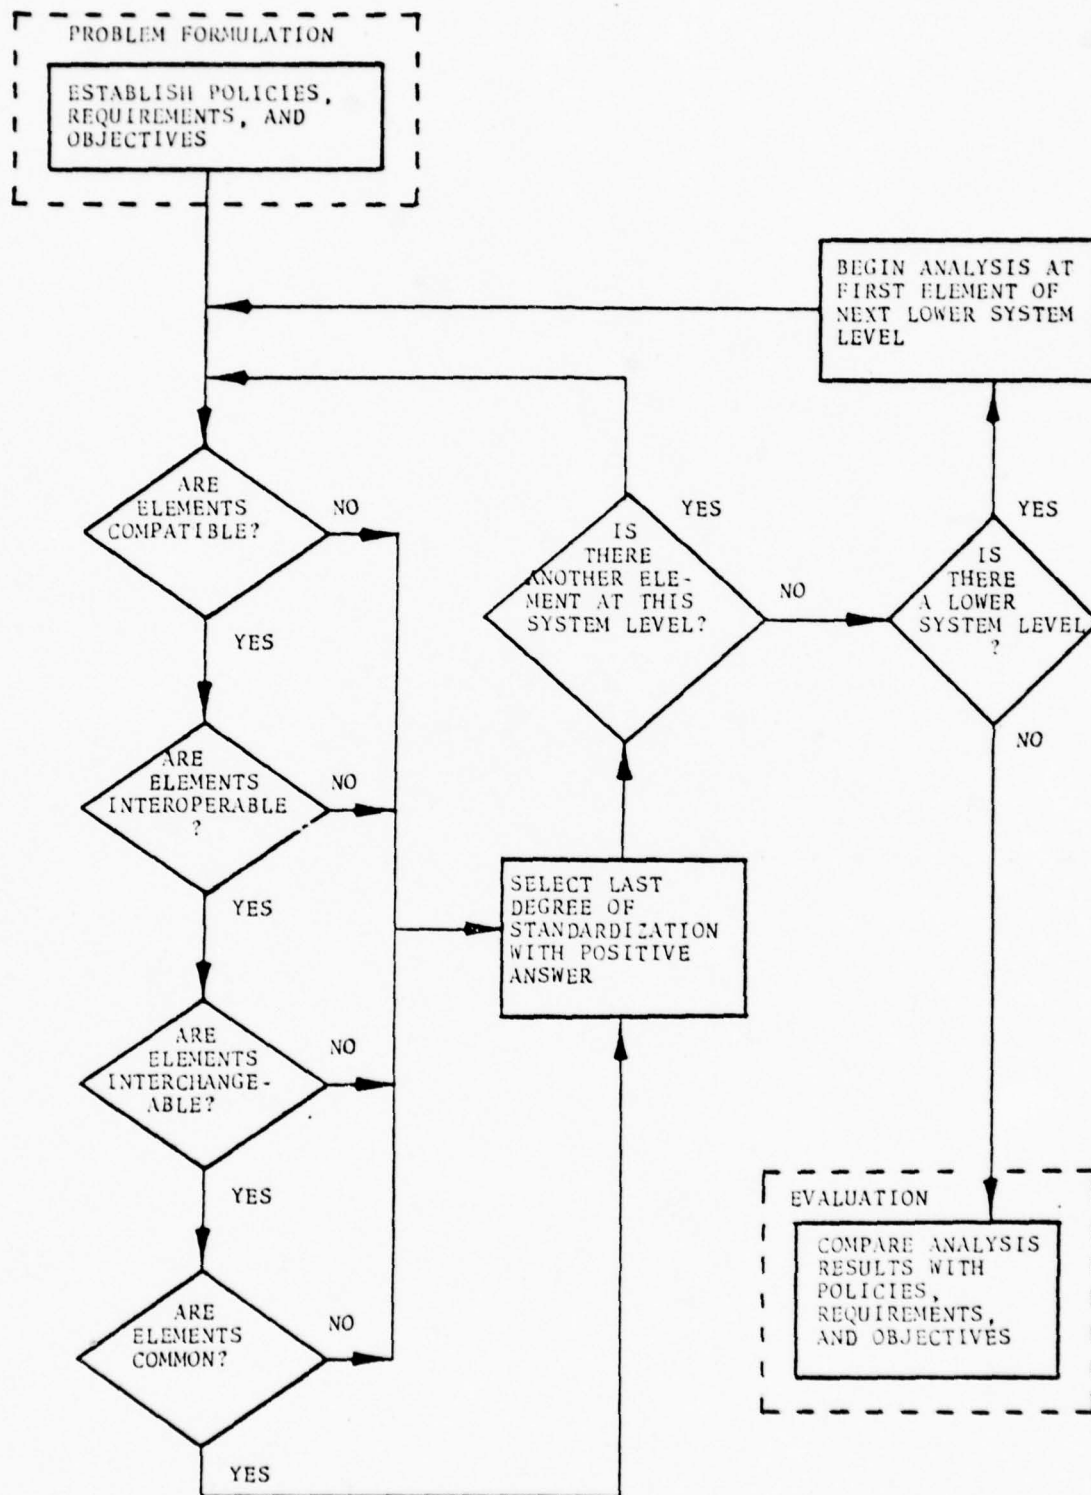 PROBLEM FORMULATION
ESTABLISH POLICIES,
REQUIREMENTS, AND
OBJECTIVES
BEGIN ANALYSIS AT
FIRST ELEMENT OF
NEXT LOWER SYSTEM
LEVEL
ARE
ELEMENTS
COMPATIBLE?
NO
YES
IS
THERE
ANOTHER ELE-
MENT AT THIS
SYSTEM LEVEL?
YES
NO
IS
THERE
A LOWER
SYSTEM LEVEL
?
YES
NO
ARE
ELEMENTS
INTEROPERABLE
?
NO
YES
SELECT LAST
DEGREE OF
STANDARDIZATION
WITH POSITIVE
ANSWER
ARE
ELEMENTS
INTERCHANGE-
ABLE?
NO
YES
ARE
ELEMENTS
COMMON?
NO
YES
EVALUATION
COMPARE ANALYSIS
RESULTS WITH
POLICIES,
REQUIREMENTS,
AND OBJECTIVES